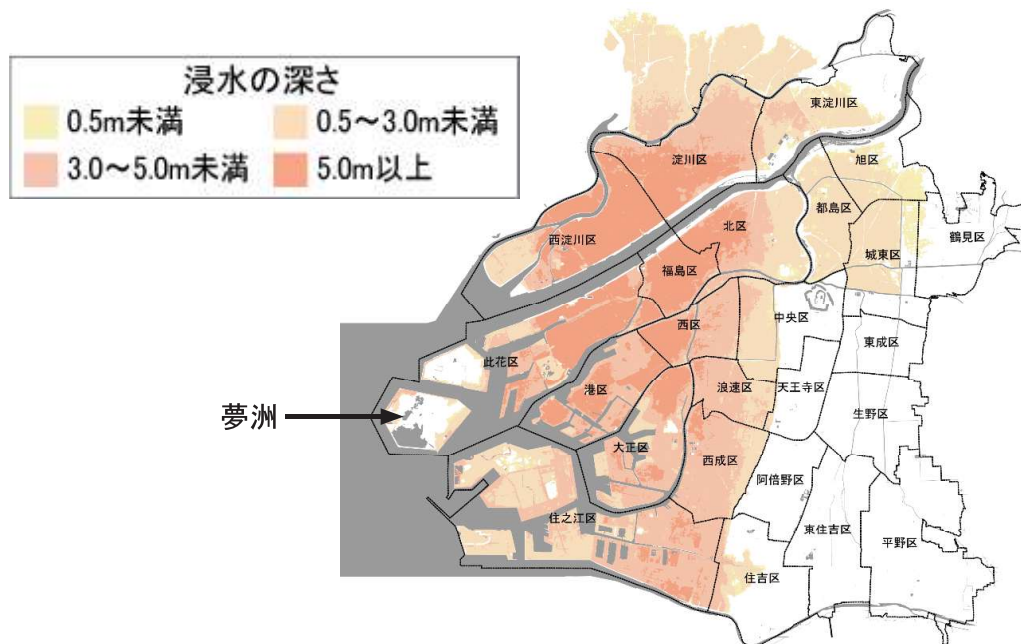 浸水の深さ
0.5m未満
0.5～3.0m未満
3.0～5.0m未満
5.0m以上
東淀川区
淀川区
旭区
都島区
北区
鶴見区
西淀川区
城東区
福島区
中央区
西区
東成区
此花区
港区
浪速区
天王寺区
夢洲
生野区
大正区
西成区
阿倍野区
住之江区
東住吉区
平野区
住吉区